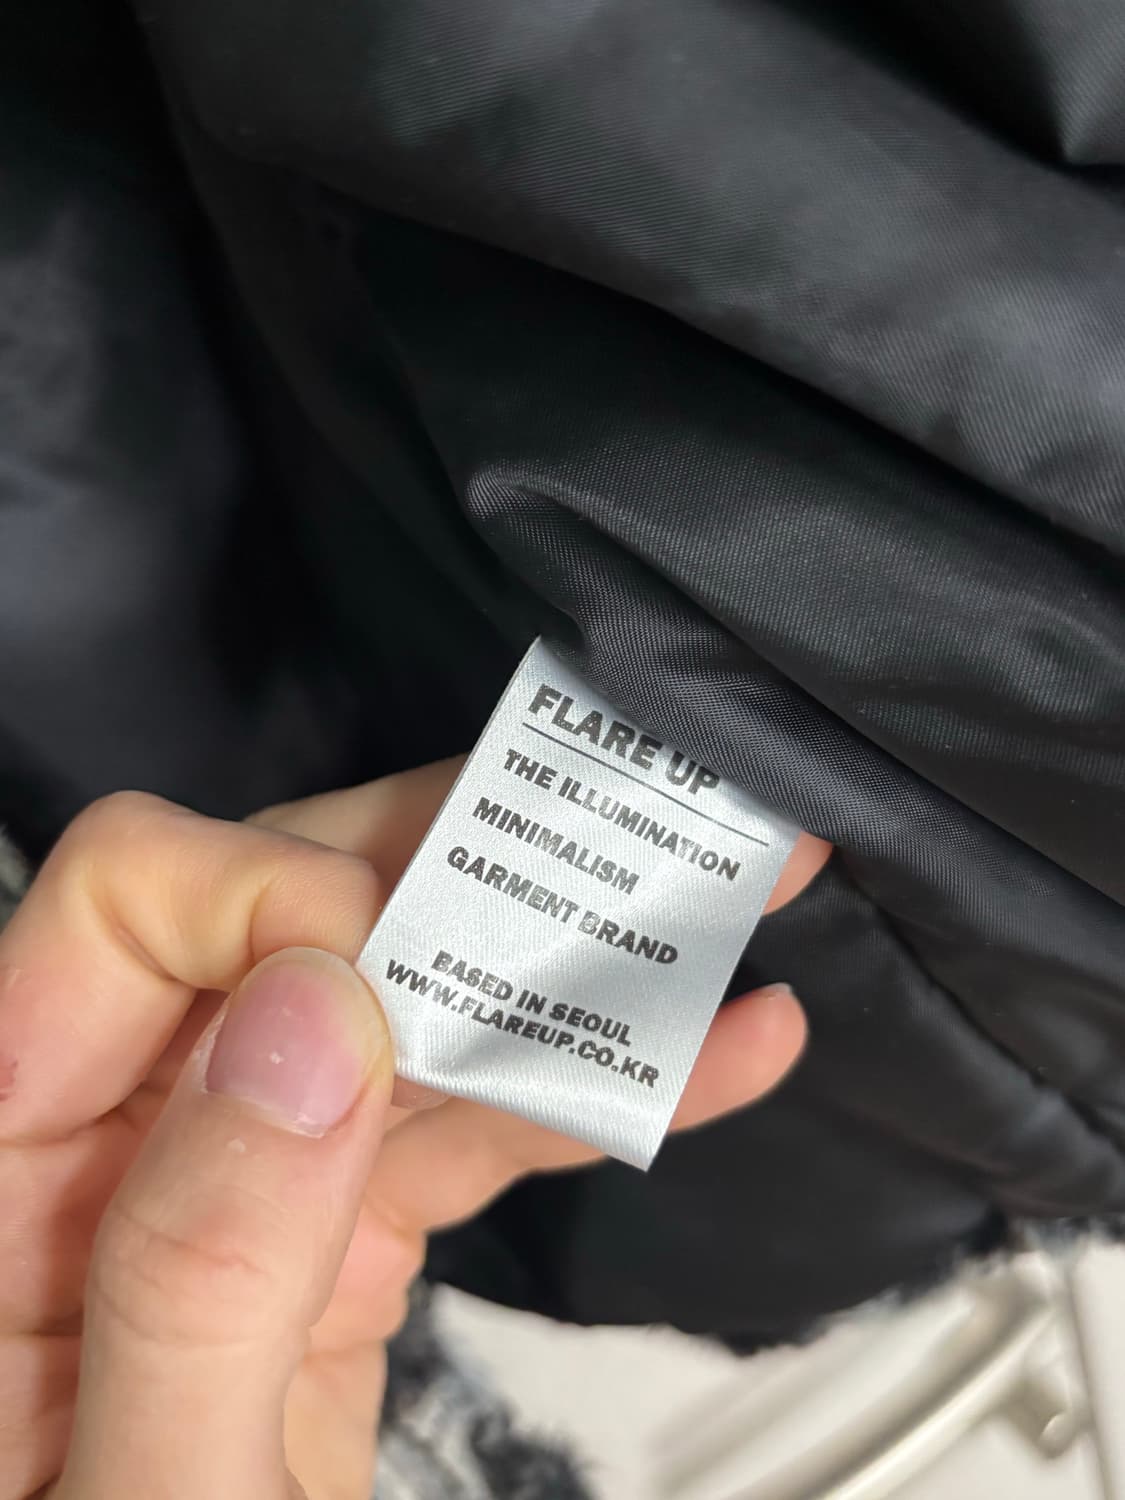 FLARE UP
THE ILLUMINATION
MINIMALISM
GARMENT BRAND
BASED IN SEOUL
WWW.FLAREUP.CO.KR